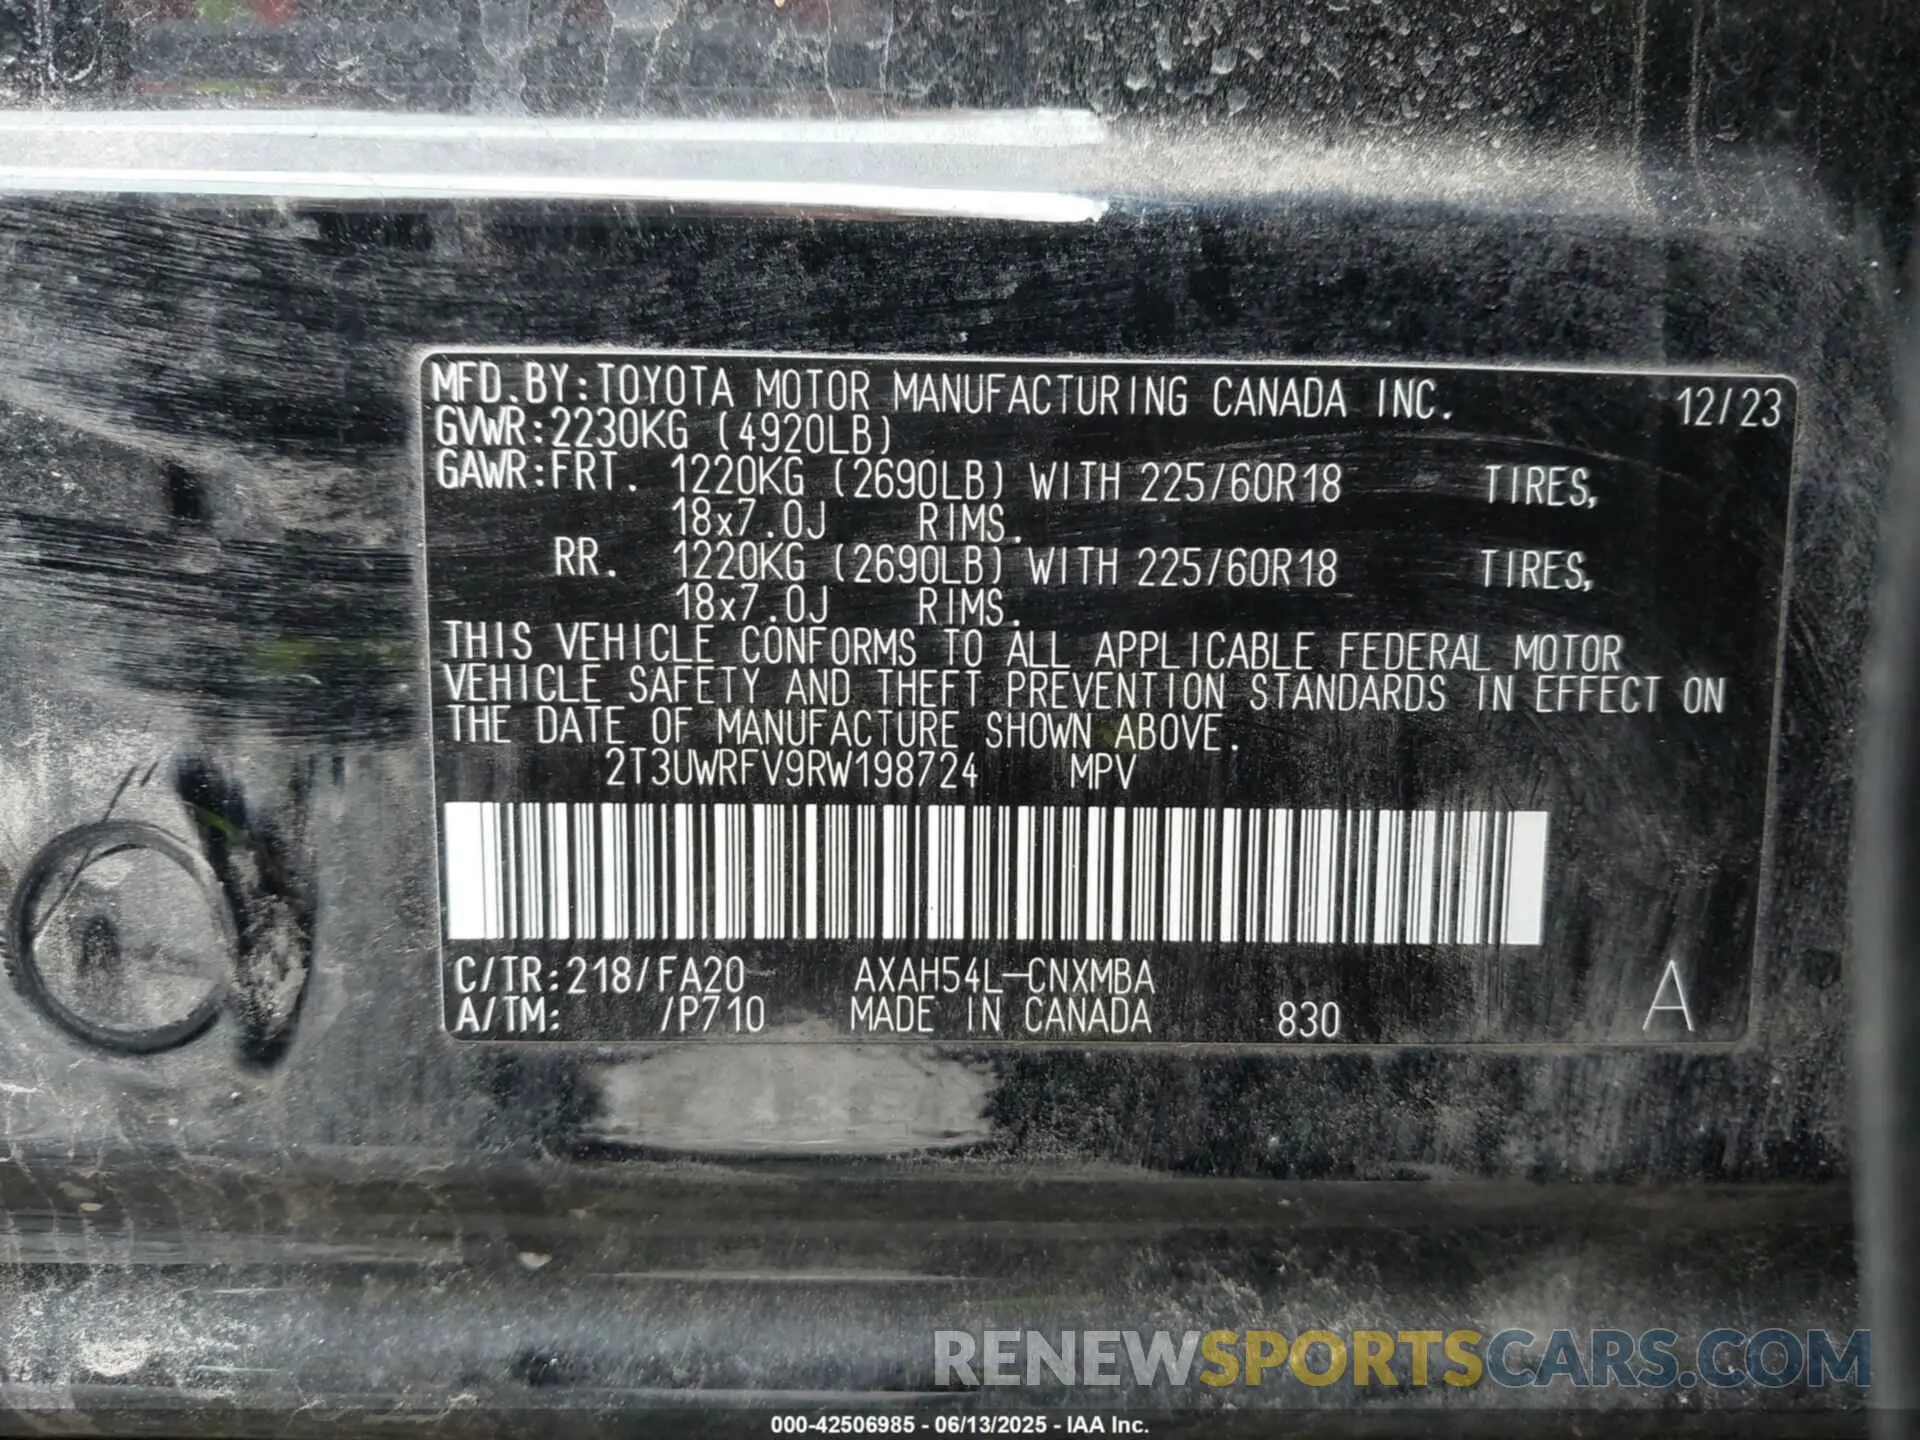 MFD.BY:TOYOTA MOTOR MANUFACTURING CANADA INC. 12/23
GVWR:2230KG (4920LB)
GAWR:FRT. 1220KG (2690LB) WITH 225/60R18 TIRES,
18x7.0J RIMS.
RR. 1220KG (2690LB) WITH 225/60R18 TIRES,
18x7.0J RIMS.
THIS VEHICLE CONFORMS TO ALL APPLICABLE FEDERAL MOTOR
VEHICLE SAFETY AND THEFT PREVENTION STANDARDS IN EFFECT ON
THE DATE OF MANUFACTURE SHOWN ABOVE.
2T3UWRFV9RW198724 MPV
C/TR:218/FA20 AXAH54L-CNXMBA
A/TM: /P710 MADE IN CANADA 830 A
RENEWSPORTSCARS.COM
000-42506985 - 06/13/2025 - IAA Inc.